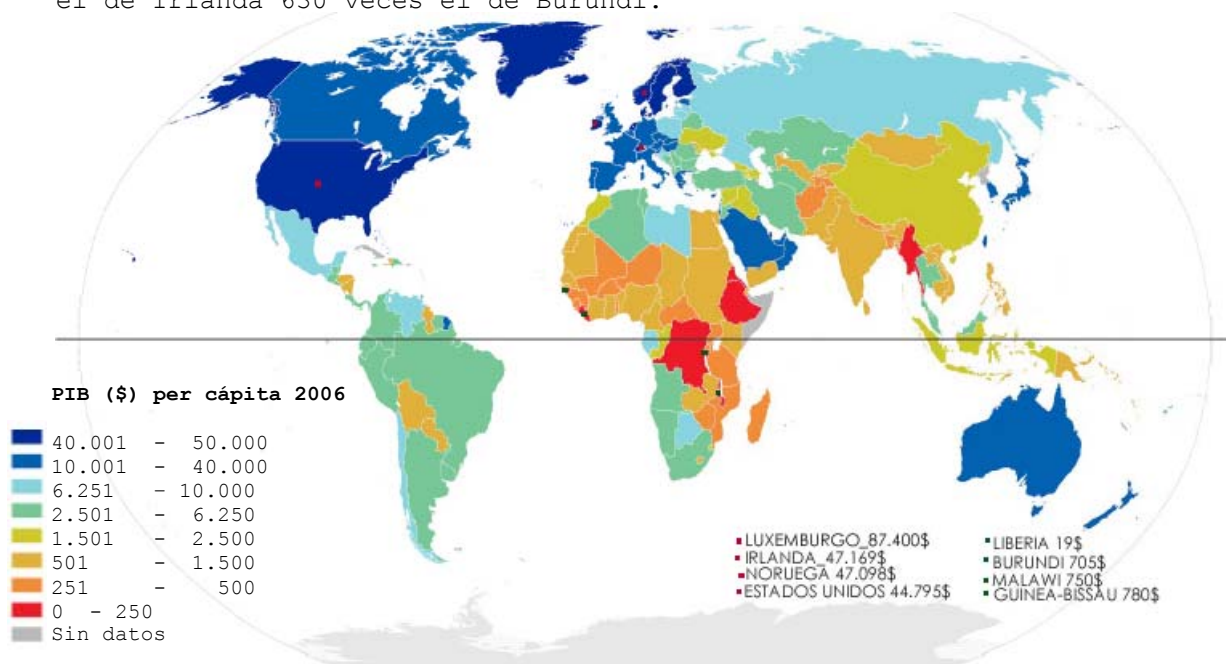 el de Irlanda 630 veces el de Burundi.
PIB ($) per cápita 2006
40.001 - 50.000
10.001 - 40.000
6.251 - 10.000
2.501 - 6.250
1.501 - 2.500
501 - 1.500
251 - 500
0 - 250
Sin datos
LUXEMBURGO_87.400$
IRLANDA_47.169$
NORUEGA 47.098$
ESTADOS UNIDOS 44.795$
LIBERIA 19$
BURUNDI 705$
MALAWI 750$
GUINEA-BISSAU 780$